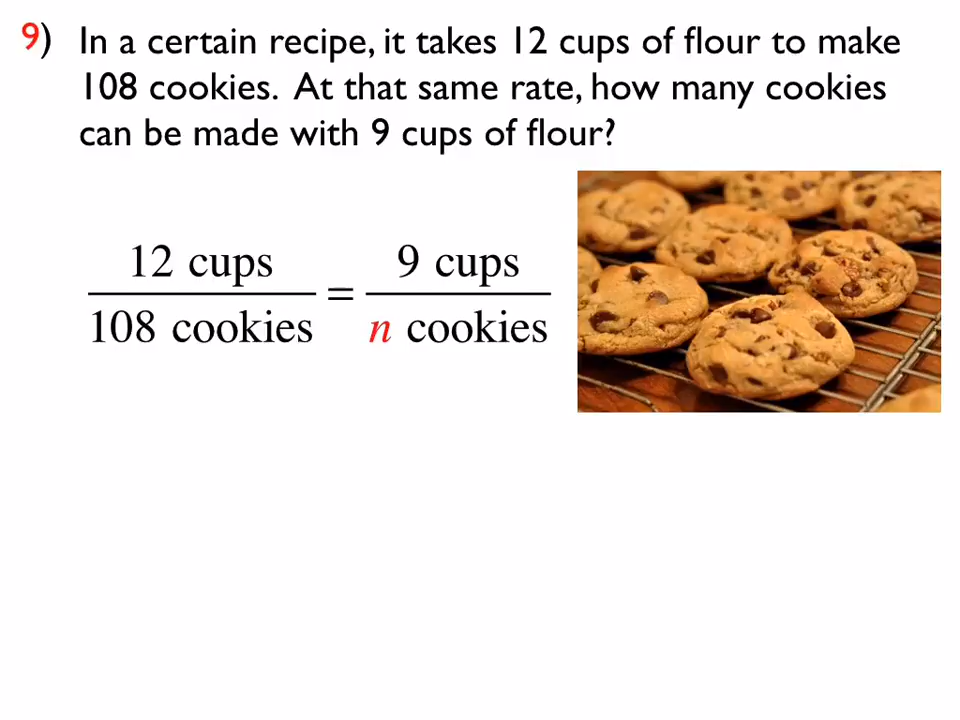 9) In a certain recipe, it takes 12 cups of flour to make
108 cookies. At that same rate, how many cookies
can be made with 9 cups of flour?
12 cups / 108 cookies = 9 cups / n cookies